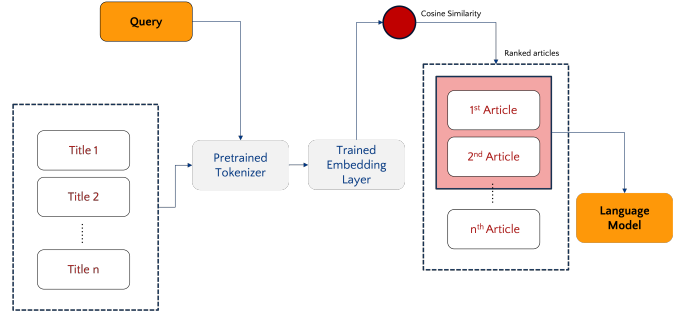 Query
Cosine Similarity
Ranked articles
Title 1
Title 2
Title n
Pretrained
Tokenizer
Trained
Embedding
Layer
1st Article
2nd Article
nth Article
Language
Model